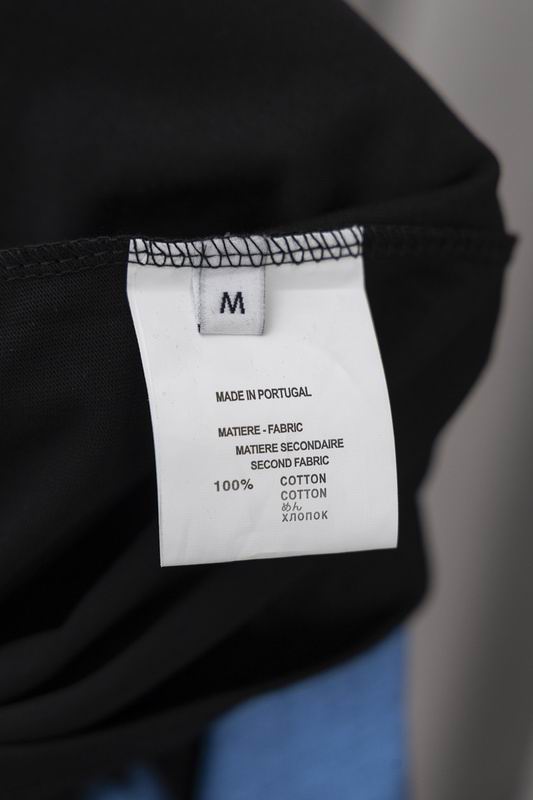 M
MADE IN PORTUGAL
MATIERE - FABRIC
MATIERE SECONDAIRE
SECOND FABRIC
100% COTTON
COTTON
めん
ХЛОПОК